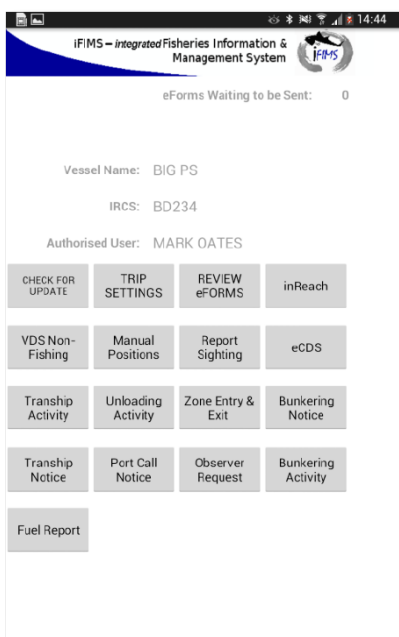 14:44
iFIMS – integrated Fisheries Information &
Management System
iFIMS
eForms Waiting to be Sent: 0
Vessel Name: BIG PS
IRCS: BD234
Authorised User: MARK OATES
CHECK FOR
UPDATE
TRIP
SETTINGS
REVIEW
eFORMS
inReach
VDS Non-
Fishing
Manual
Positions
Report
Sighting
eCDS
Tranship
Activity
Unloading
Activity
Zone Entry &
Exit
Bunkering
Notice
Tranship
Notice
Port Call
Notice
Observer
Request
Bunkering
Activity
Fuel Report